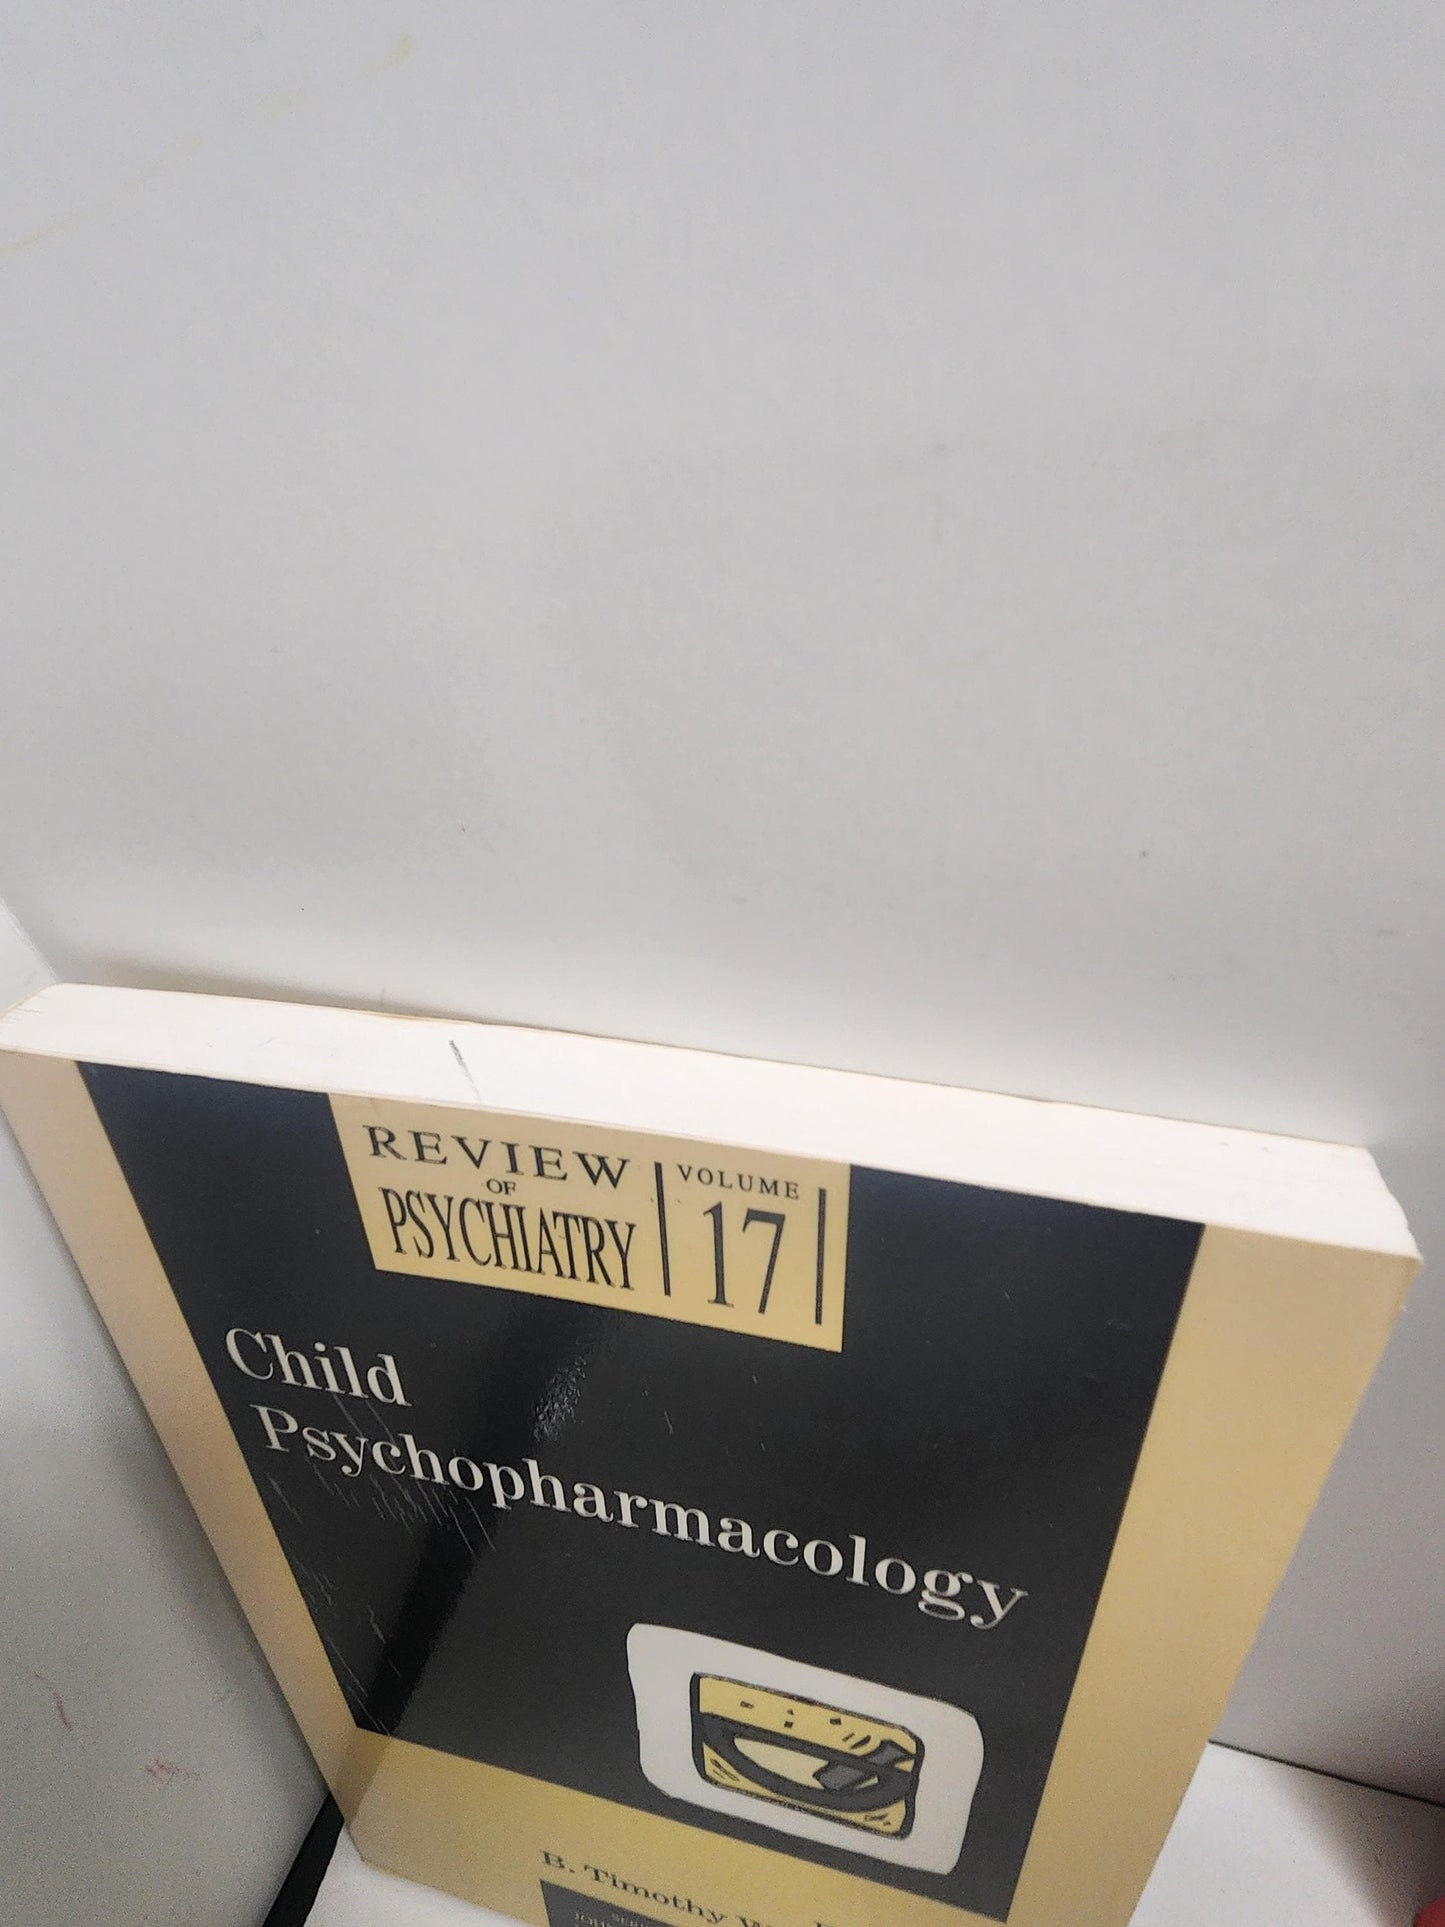 REVIEW
OF
PSYCHIATRY
VOLUME
17
Child
Psychopharmacology
B. Timothy